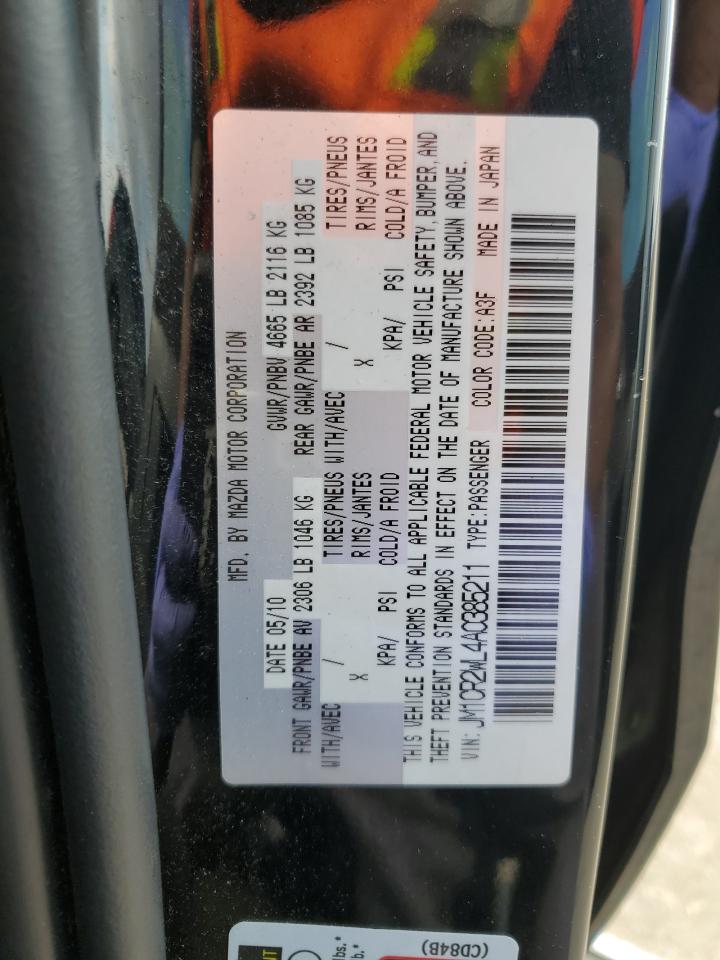 MFD. BY MAZDA MOTOR CORPORATION
DATE 05/10 GVWR/PNBV 4665 LB 2116 KG
FRONT GAWR/PNBE AV 2306 LB 1046 KG REAR GAWR/PNBE AR 2392 LB 1085 KG
WITH/AVEC / TIRES/PNEUS WITH/AVEC / TIRES/PNEUS
X RIMS/JANTES X RIMS/JANTES
KPA/ PSI COLD/A FROID KPA/ PSI COLD/A FROID
THIS VEHICLE CONFORMS TO ALL APPLICABLE FEDERAL MOTOR VEHICLE SAFETY, BUMPER, AND
THEFT PREVENTION STANDARDS IN EFFECT ON THE DATE OF MANUFACTURE SHOWN ABOVE.
VIN: JM1CR2WL4A0385211 TYPE:PASSENGER COLOR CODE:A3F MADE IN JAPAN
lbs.*
(CD84B)